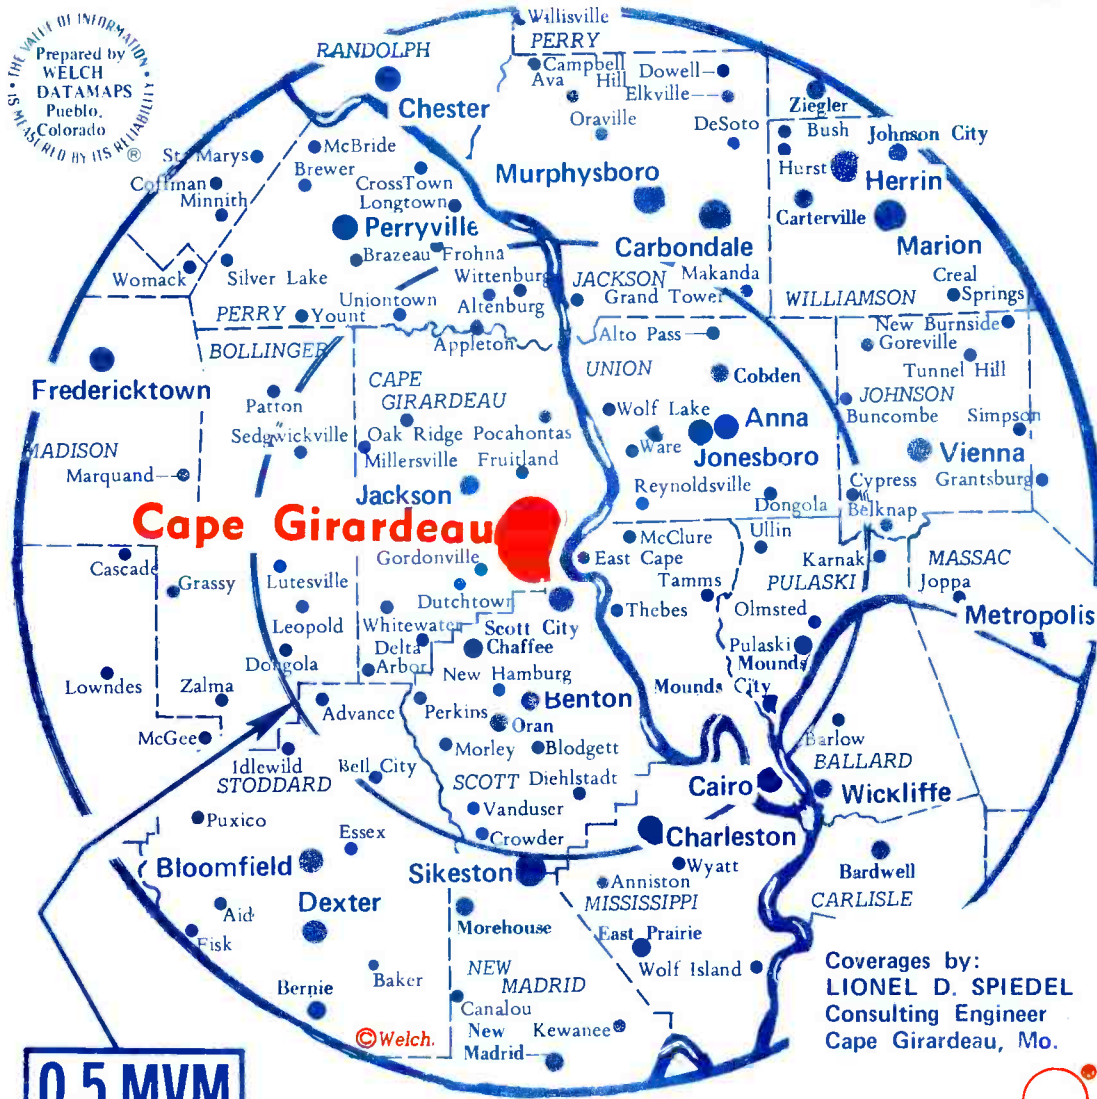 • THE VALUE OF INFORMATION • IS MEASURED BY ITS RELIABILITY
Prepared by
WELCH
DATAMAPS
Pueblo,
Colorado
®
Willisville
PERRY
RANDOLPH
Campbell
Hill
Ava
Dowell
Elkville
Chester
Oraville
DeSoto
Ziegler
Bush
Johnson City
McBride
St. Marys
Brewer
Hurst
Coffman
Minnith
CrossTown
Longtown
Murphysboro
Herrin
Carterville
Perryville
Carbondale
Marion
Brazeau
Frohna
Womack
Silver Lake
Wittenburg
JACKSON
Makanda
Creal
Springs
Uniontown
Altenburg
Grand Tower
WILLIAMSON
PERRY
Yount
Appleton
Alto Pass
New Burnside
Goreville
BOLLINGER
Tunnel Hill
Fredericktown
CAPE
GIRARDEAU
UNION
Cobden
JOHNSON
Patton
Wolf Lake
Anna
Buncombe
Simpson
Sedgwickville
Oak Ridge
Pocahontas
Ware
Jonesboro
Vienna
MADISON
Millersville
Fruitland
Marquand
Jackson
Reynoldsville
Dongola
Cypress
Grantsburg
Belknap
Cape Girardeau
McClure
Ullin
Gordonville
East Cape
Karnak
MASSAC
Cascade
Grassy
Lutesville
Tamms
PULASKI
Joppa
Dutchtown
Thebes
Olmsted
Metropolis
Leopold
Whitewater
Scott City
Delta
Chaffee
Pulaski
Dongola
Arbor
New Hamburg
Mounds
Lowndes
Zalma
Benton
Mounds City
Advance
Perkins
Oran
McGee
Morley
Blodgett
Barlow
Idlewild
Bell City
BALLARD
STODDARD
SCOTT
Diehlstadt
Cairo
Wickliffe
Puxico
Vanduser
Essex
Crowder
Charleston
Bloomfield
Sikeston
Wyatt
Bardwell
Anniston
Dexter
MISSISSIPPI
CARLISLE
Aid
Morehouse
Fisk
East Prairie
Baker
NEW
MADRID
Wolf Island
Bernie
Canalou
New
Madrid
Kewanee
©Welch.
Coverages by:
LIONEL D. SPIEDEL
Consulting Engineer
Cape Girardeau, Mo.
0.5 MVM